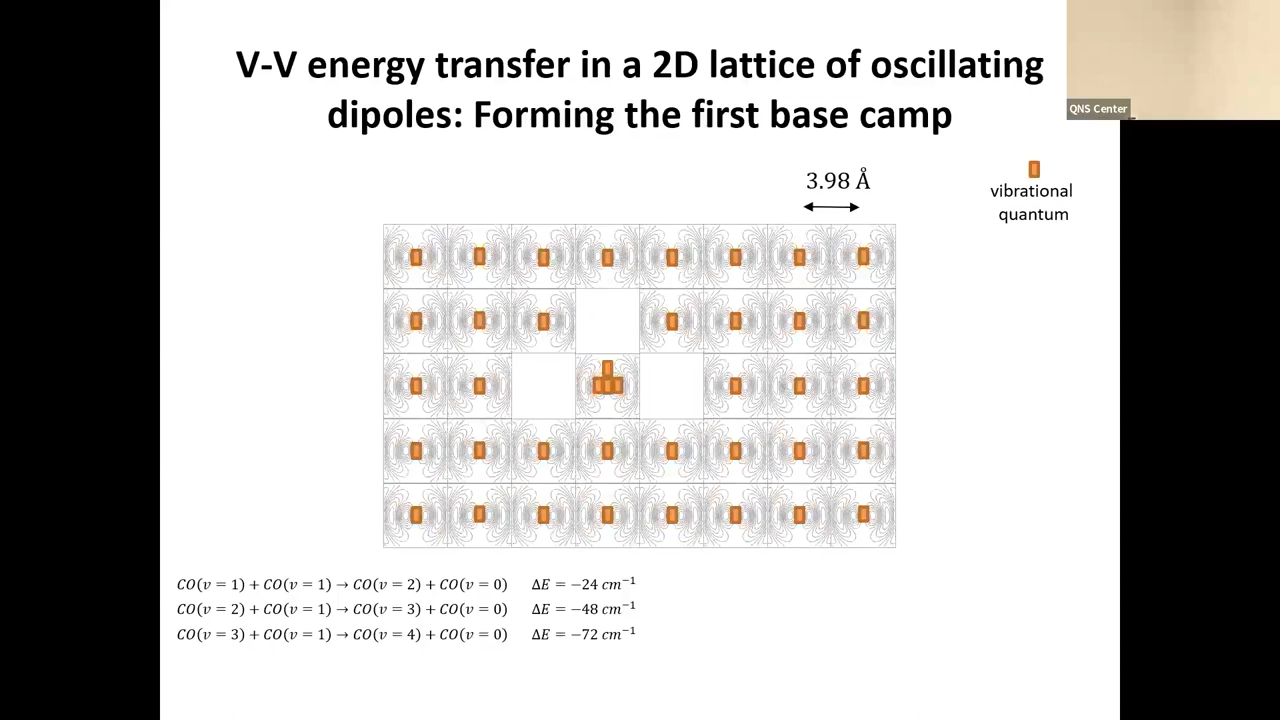 V-V energy transfer in a 2D lattice of oscillating
dipoles: Forming the first base camp
QNS Center
3.98 Å
vibrational
quantum
CO(v = 1) + CO(v = 1) → CO(v = 2) + CO(v = 0) ΔE = −24 cm⁻¹
CO(v = 2) + CO(v = 1) → CO(v = 3) + CO(v = 0) ΔE = −48 cm⁻¹
CO(v = 3) + CO(v = 1) → CO(v = 4) + CO(v = 0) ΔE = −72 cm⁻¹